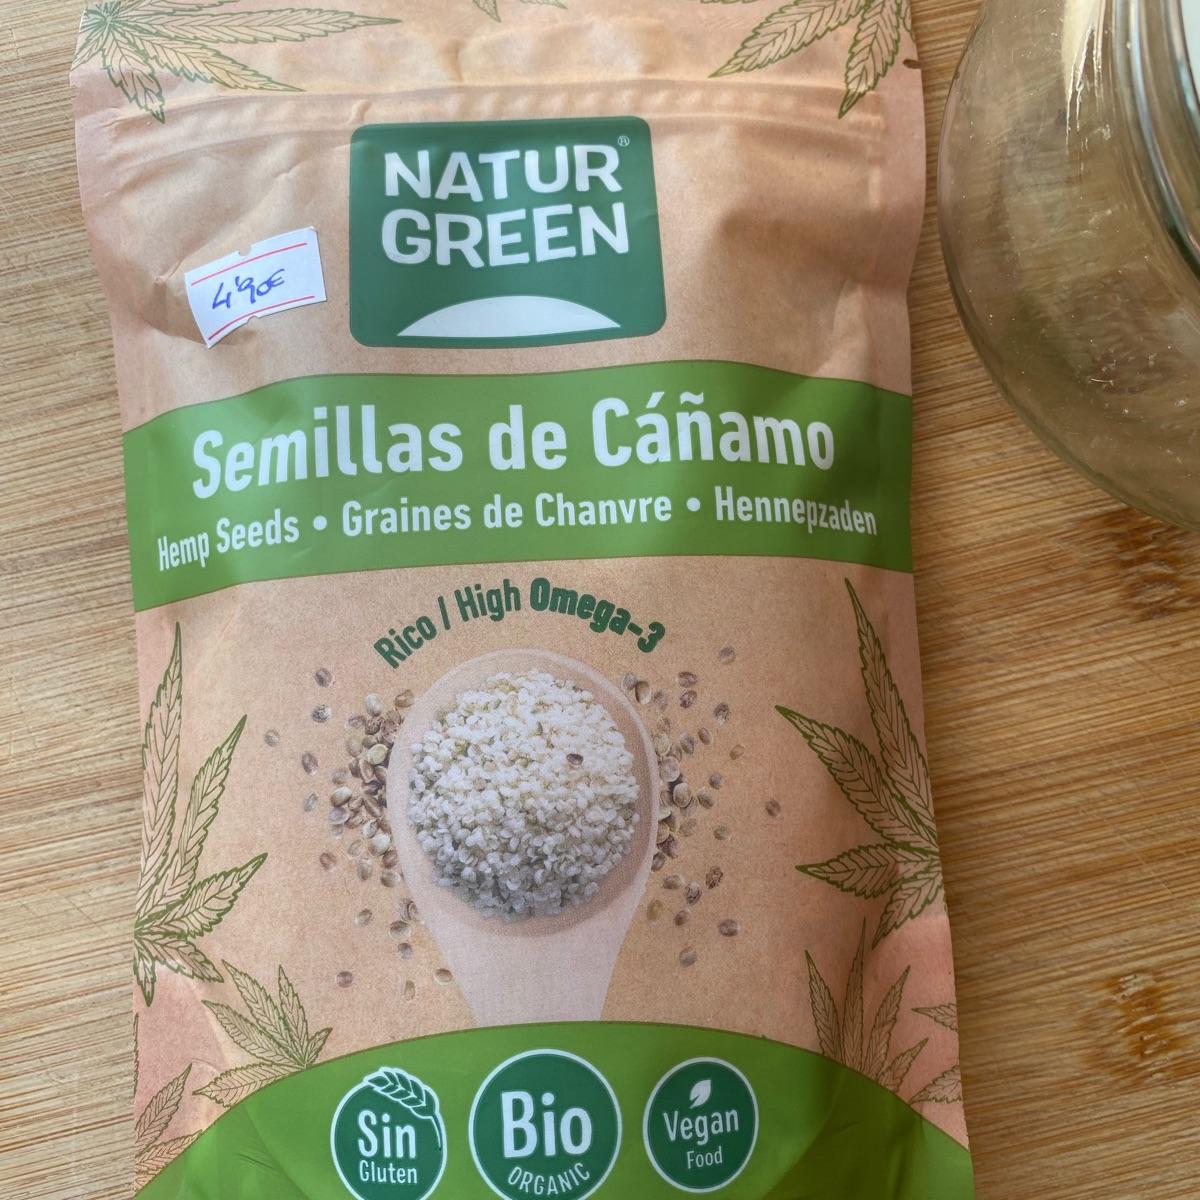 NATUR®
GREEN
4'90€
Semillas de Cáñamo
Hemp Seeds • Graines de Chanvre • Hennepzaden
Rico / High Omega-3
Sin
Gluten
Bio
ORGANIC
Vegan
Food